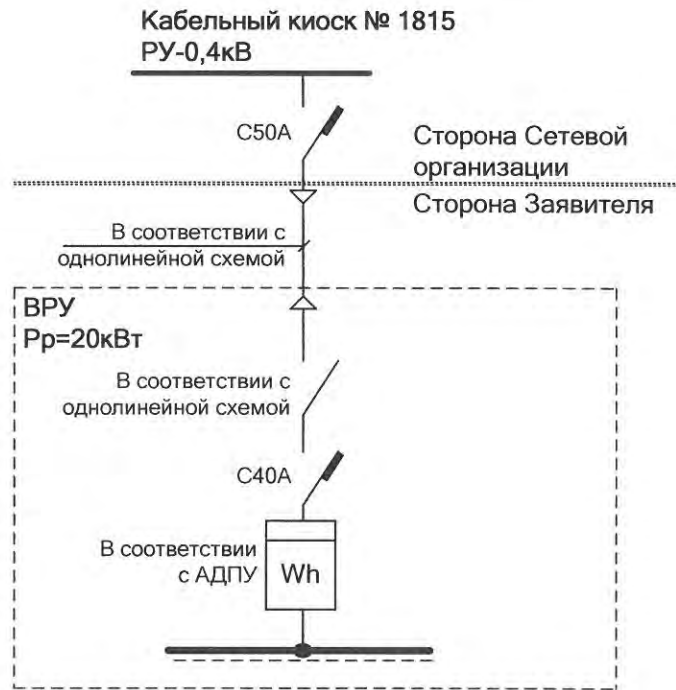 Кабельный киоск № 1815
РУ-0,4кВ
С50А
Сторона Сетевой
организации
Сторона Заявителя
В соответствии с
однолинейной схемой
ВРУ
Рр=20кВт
В соответствии с
однолинейной схемой
С40А
В соответствии
с АДПУ
Wh